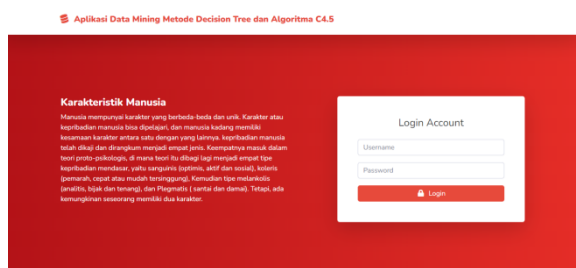 Aplikasi Data Mining Metode Decision Tree dan Algoritma C4.5
Karakteristik Manusia
Manusia mempunyai karakter yang berbeda-beda dan unik. Karakter atau
kepribadian manusia bisa dipelajari, dan manusia kadang memiliki
kesamaan karakter antara satu dengan yang lainnya. kepribadian manusia
telah dikaji dan dirangkum menjadi empat jenis. Keempatnya masuk dalam
teori proto-psikologis, di mana teori itu dibagi lagi menjadi empat tipe
kepribadian mendasar, yaitu sanguinis (optimis, aktif dan sosial), koleris
(pemarah, cepat atau mudah tersinggung), Kemudian tipe melankolis
(analitis, bijak dan tenang), dan Plegmatis ( santai dan damai). Tetapi, ada
kemungkinan seseorang memiliki dua karakter.
Login Account
Username
Password
Login